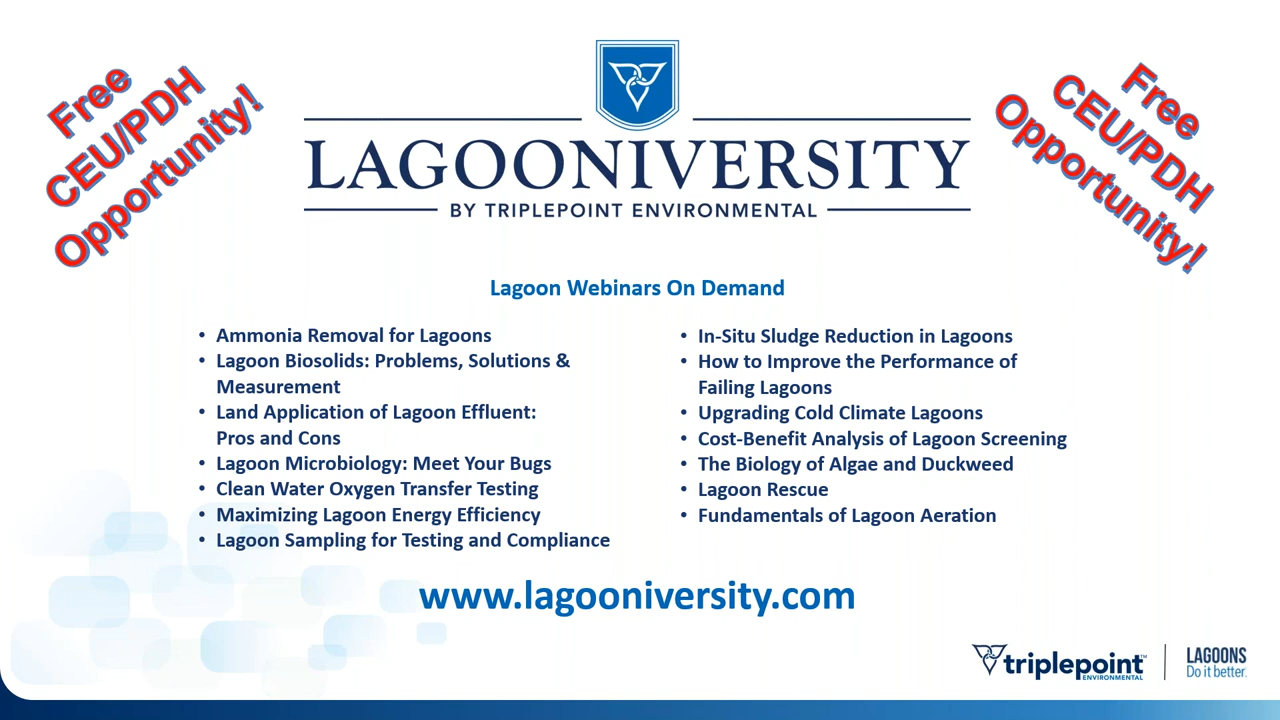 Free
CEU/PDH
Opportunity!
Free
CEU/PDH
Opportunity!
LAGOONIVERSITY
BY TRIPLEPOINT ENVIRONMENTAL
Lagoon Webinars On Demand
• Ammonia Removal for Lagoons
• Lagoon Biosolids: Problems, Solutions &
Measurement
• Land Application of Lagoon Effluent:
Pros and Cons
• Lagoon Microbiology: Meet Your Bugs
• Clean Water Oxygen Transfer Testing
• Maximizing Lagoon Energy Efficiency
• Lagoon Sampling for Testing and Compliance
• In-Situ Sludge Reduction in Lagoons
• How to Improve the Performance of
Failing Lagoons
• Upgrading Cold Climate Lagoons
• Cost-Benefit Analysis of Lagoon Screening
• The Biology of Algae and Duckweed
• Lagoon Rescue
• Fundamentals of Lagoon Aeration
www.lagooniversity.com
triplepoint™
ENVIRONMENTAL
LAGOONS
Do it better.